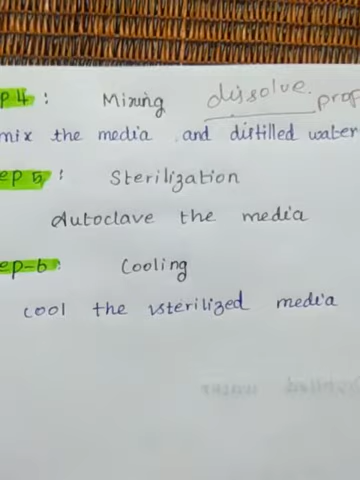 p4 : Mixing dissolve. prop
mix the media and distilled water
ep 5 : Sterilization
Autoclave the media
ep-6: Cooling
cool the sterilized media